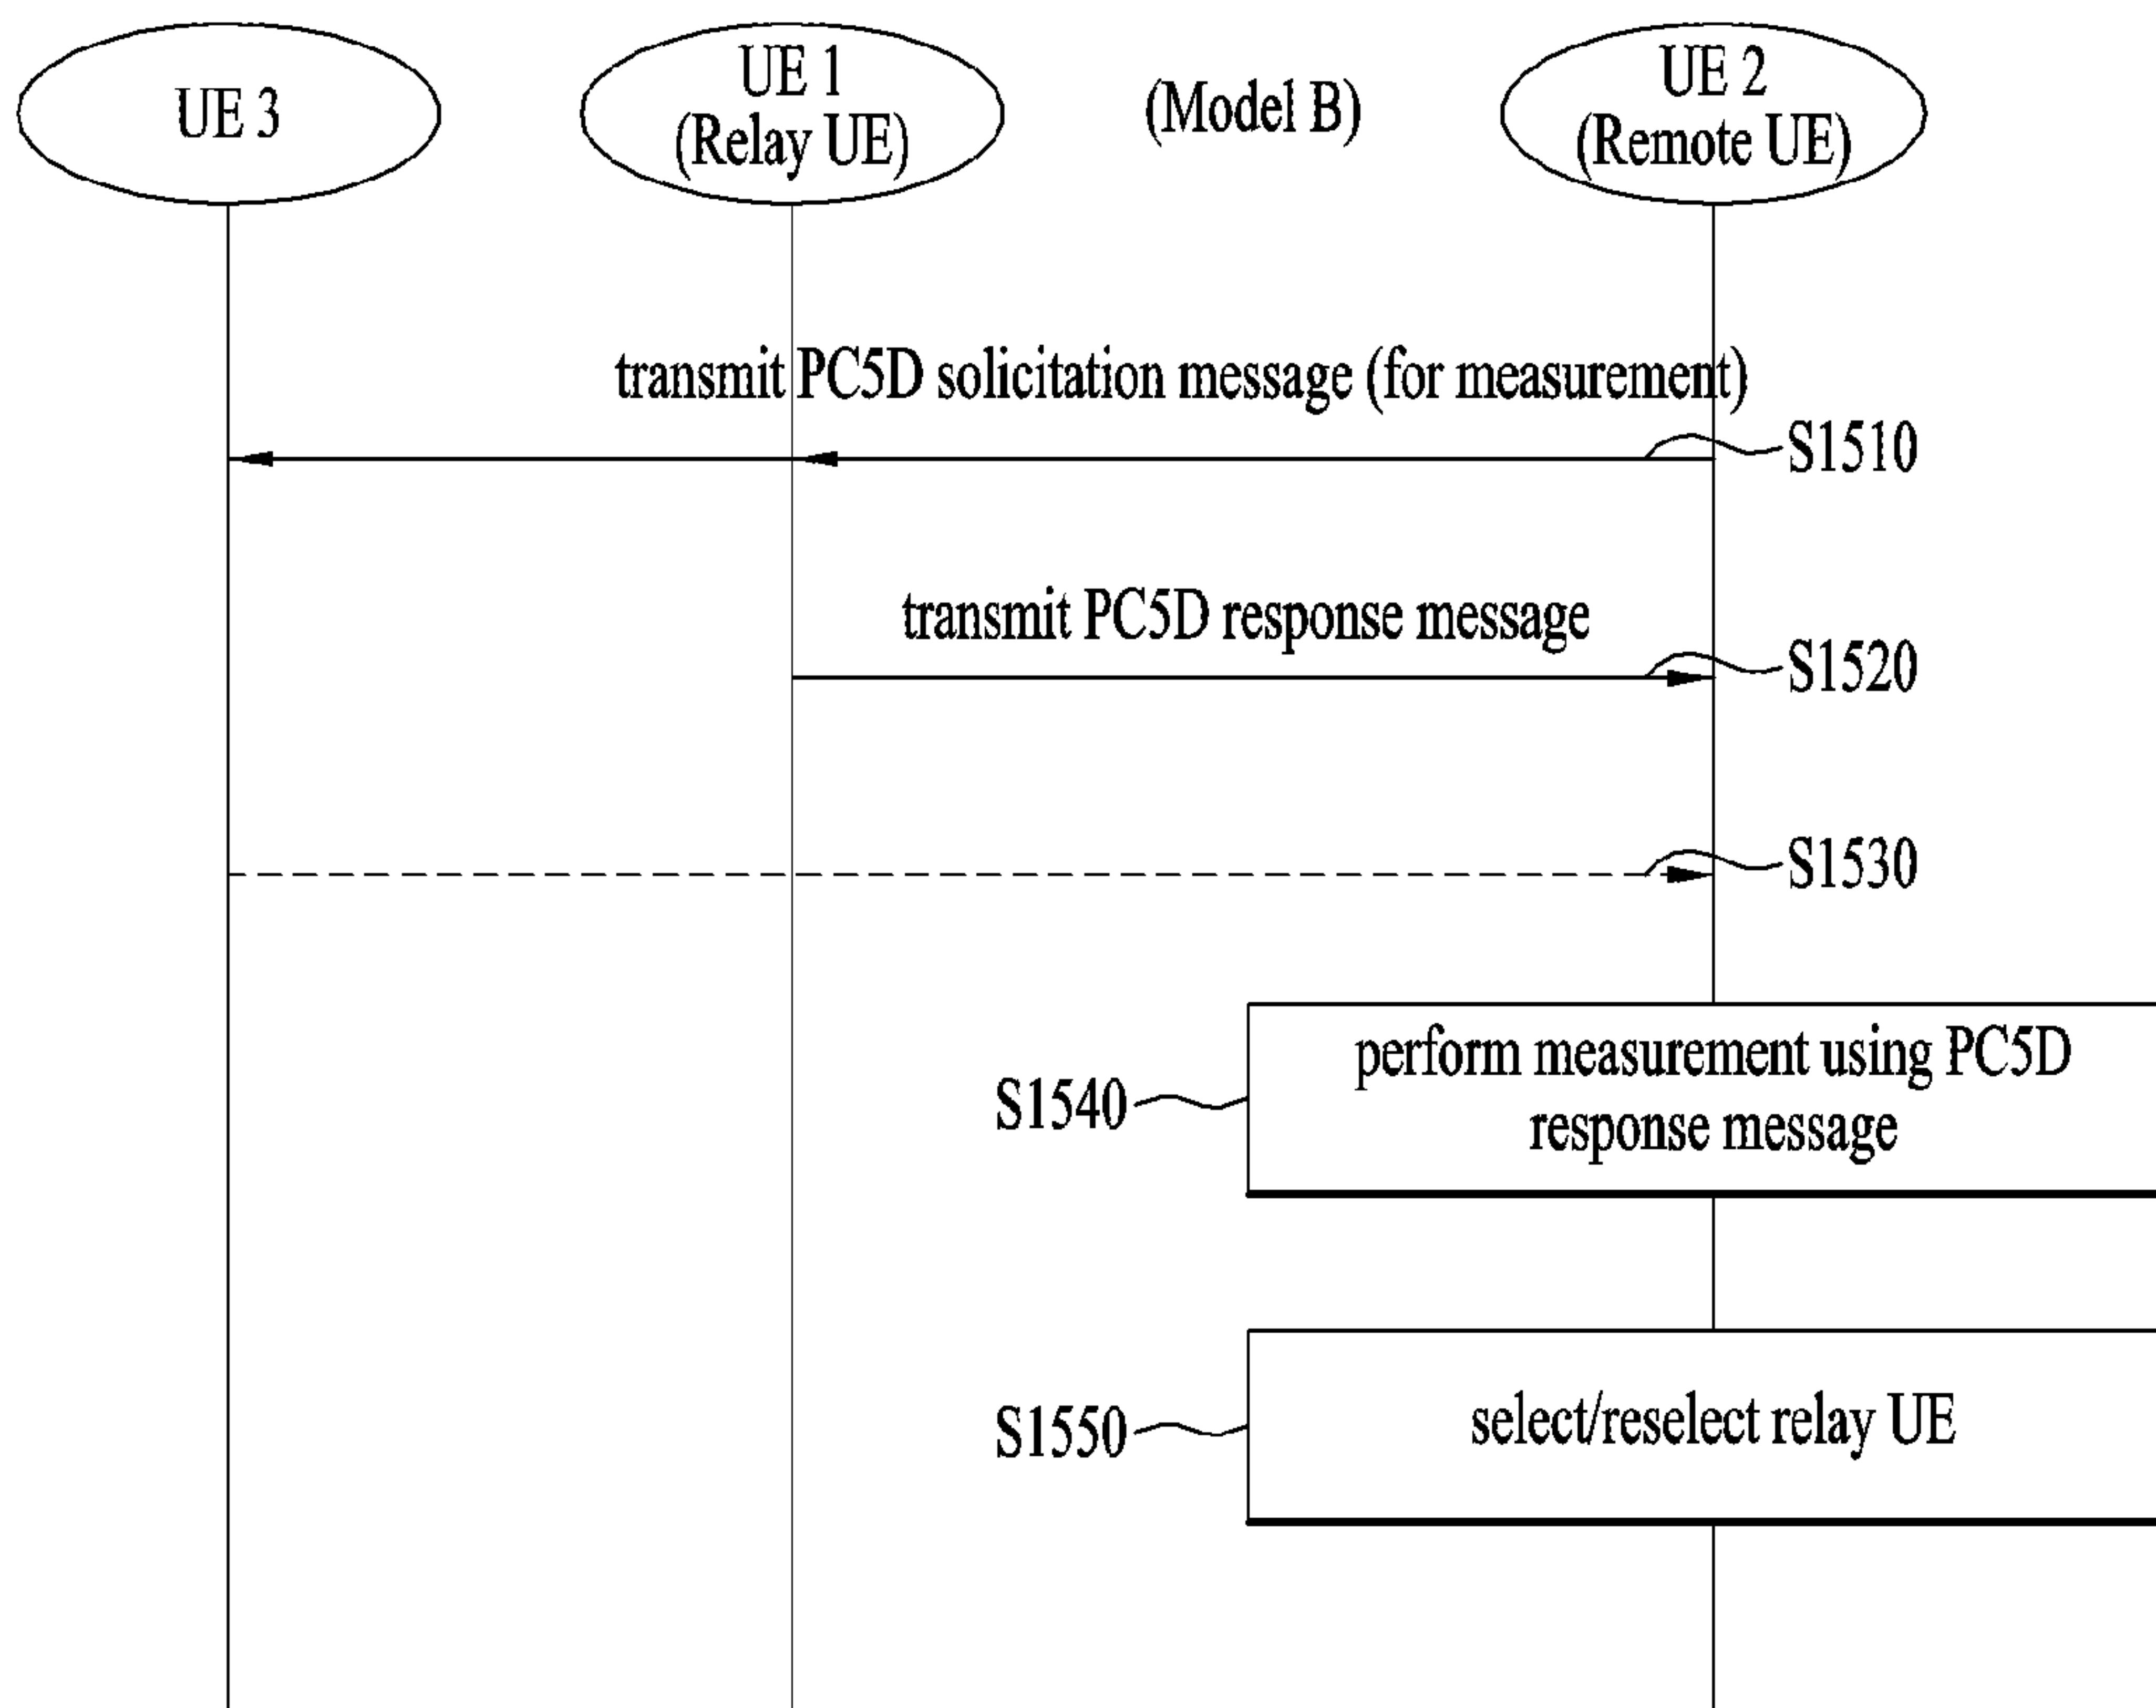 UE 3
UE 1
(Relay UE)
(Model B)
UE 2
(Remote UE)
transmit PC5D solicitation message (for measurement)
S1510
transmit PC5D response message
S1520
S1530
S1540
perform measurement using PC5D
response message
S1550
select/reselect relay UE